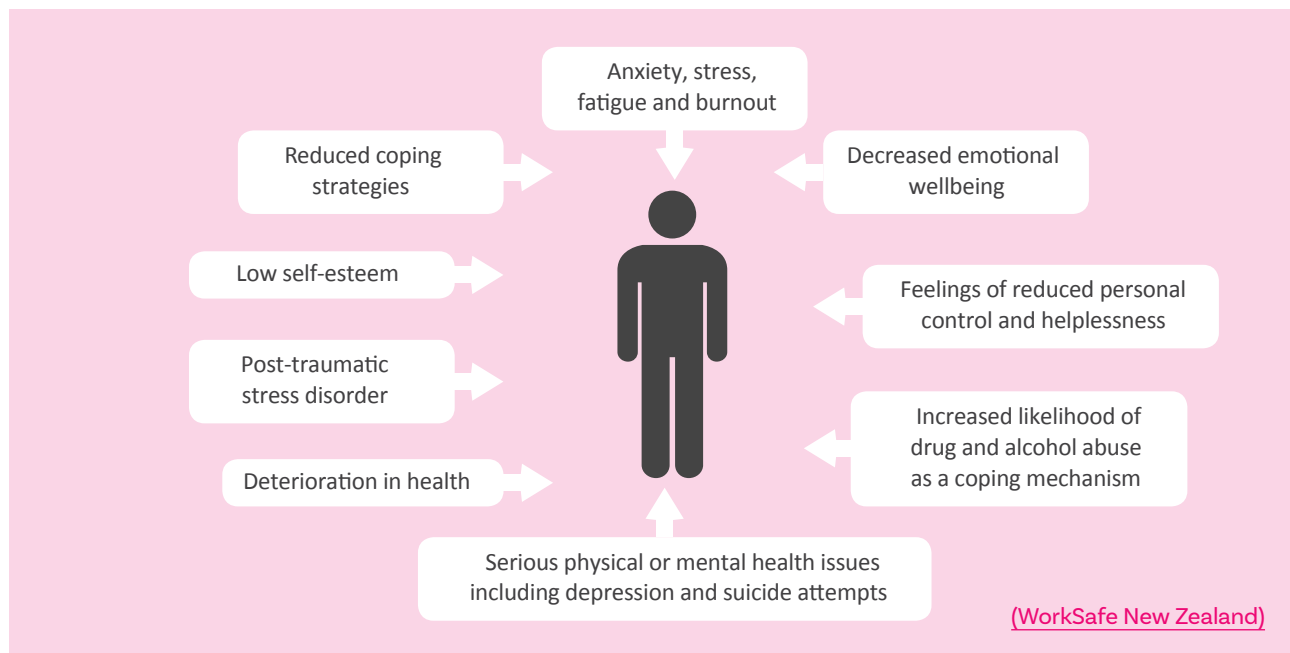 Anxiety, stress,
fatigue and burnout
Reduced coping
strategies
Decreased emotional
wellbeing
Low self-esteem
Feelings of reduced personal
control and helplessness
Post-traumatic
stress disorder
Increased likelihood of
drug and alcohol abuse
as a coping mechanism
Deterioration in health
Serious physical or mental health issues
including depression and suicide attempts
(WorkSafe New Zealand)